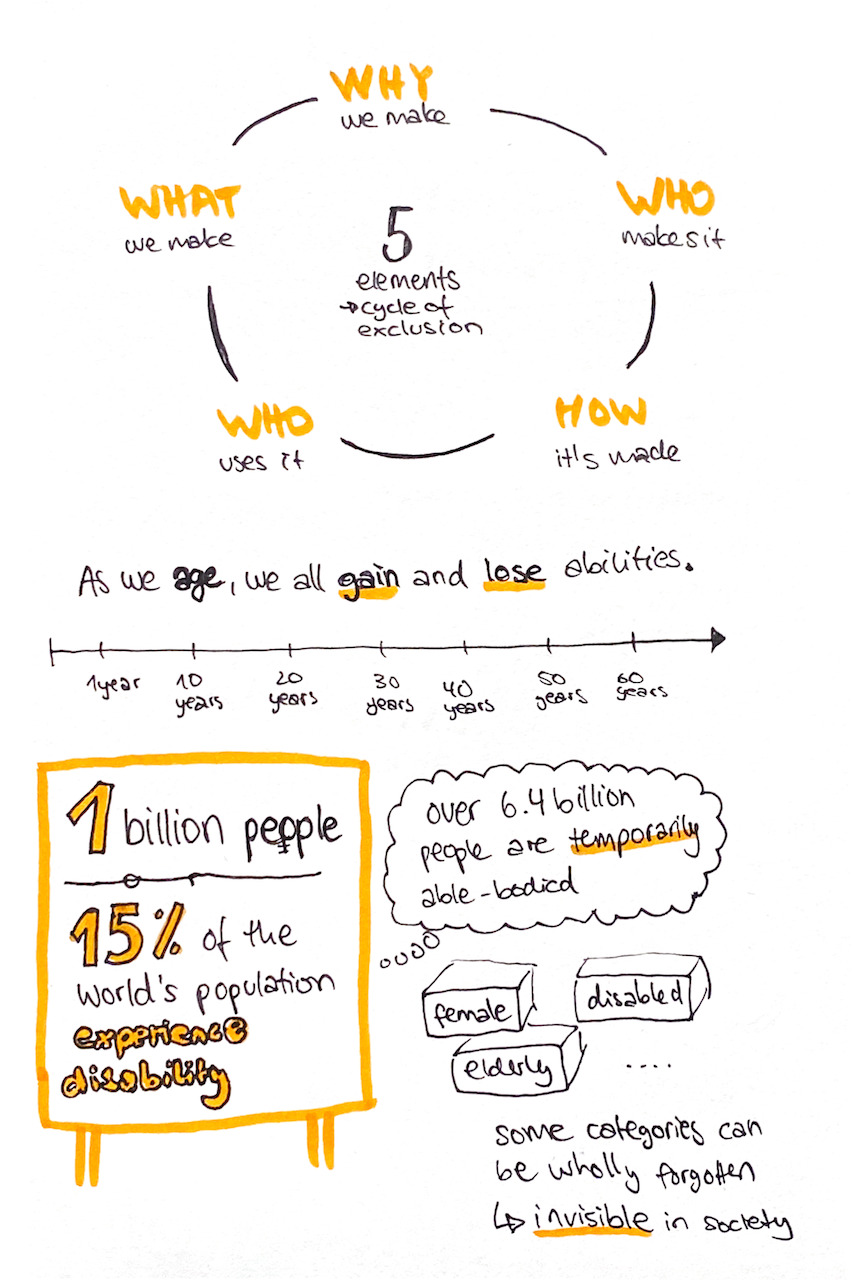 WHY
we make
WHAT
we make
WHO
makes it
5
elements
→ cycle of
exclusion
WHO
uses it
HOW
it's made
As we age, we all gain and lose abilities.
1 year
10
years
20
years
30
years
40
years
50
years
60
years
1 billion people
15% of the
world's population
experience
disability
over 6.4 billion
people are temporarily
able-bodied
female
disabled
elderly
....
some categories can
be wholly forgotten
↳ invisible in society